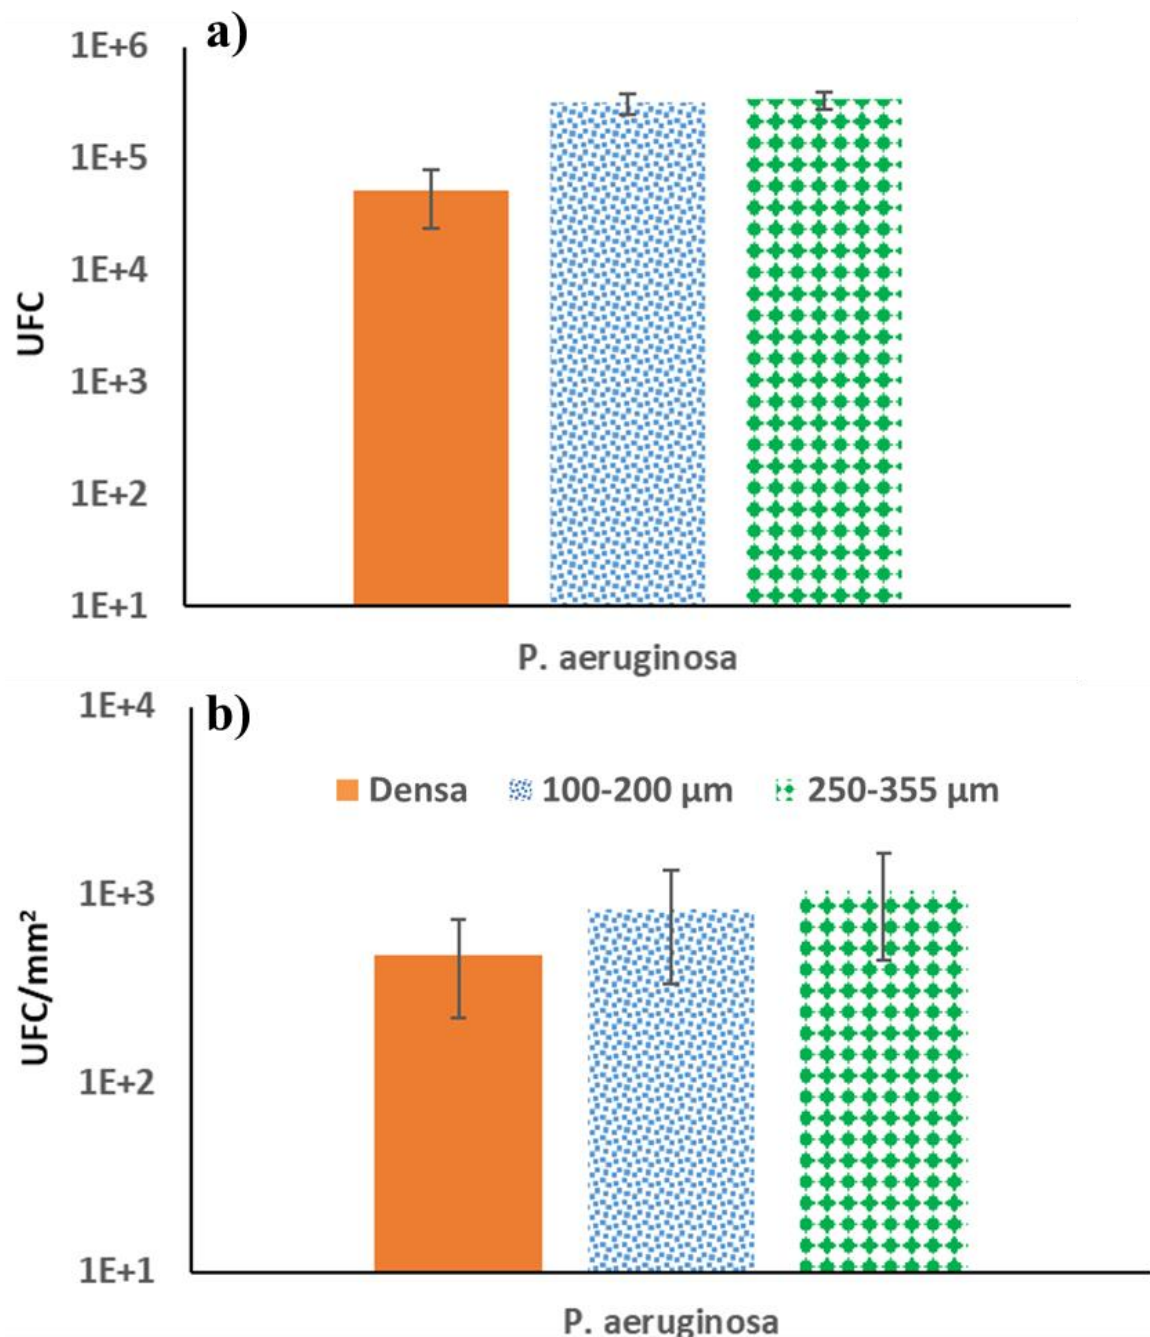 a)
1E+6
1E+5
1E+4
1E+3
1E+2
1E+1
UFC
P. aeruginosa
b)
1E+4
1E+3
1E+2
1E+1
UFC/mm²
Densa 100-200 µm 250-355 µm
P. aeruginosa